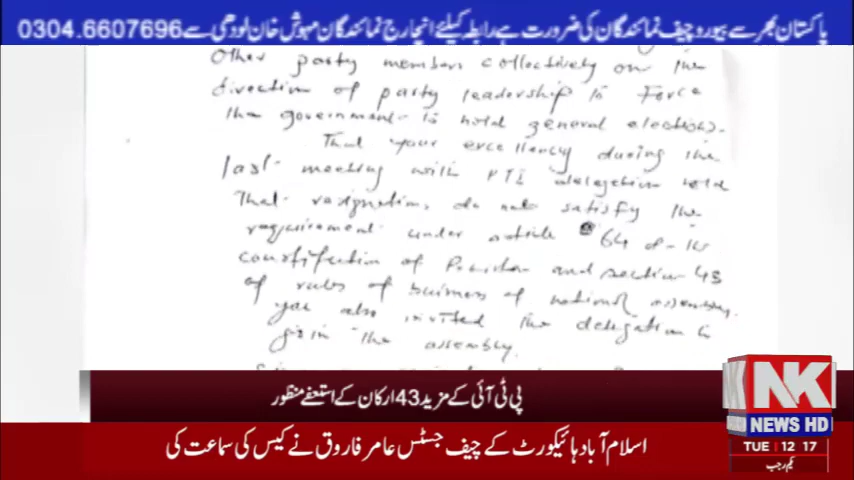 پاکستان بھر سے بیورو چیف نمائندگان کی ضرورت ہے رابطہ کیلئے انچارج نمائندگان مہوش خان لودھی سے 0304.6607696
Other party members collectively on the
direction of party leadership to Force
the government to hold general elections.
That your excellency during the
last meeting with PTI delegation told
That resignations do not satisfy the
requirement under article 64 of
constitution of Pakistan and section 43
of rules of business of national assembly.
you also invited the delegation to
join the assembly.
پی ٹی آئی کے مزید 43 ارکان کے استعفے منظور
اسلام آباد ہائیکورٹ کے چیف جسٹس عامر فاروق نے کیس کی سماعت کی
NK
NEWS HD
TUE | 12 17
یکم رجب